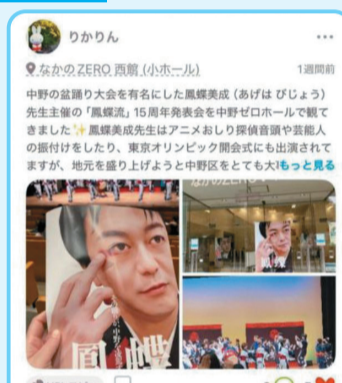 りかりん
なかのZERO 西館 (小ホール)
1週間前
中野の盆踊り大会を有名にした鳳蝶美成（あげは びじょう）
先生主催の「鳳蝶流」15周年発表会を中野ゼロホールで観て
きました✨鳳蝶美成先生はアニメおしり探偵音頭や芸能人
の振付けをしたり、東京オリンピック開会式にも出演されて
ますが、地元を盛り上げようと中野区をとても大
もっと見る
鳳蝶